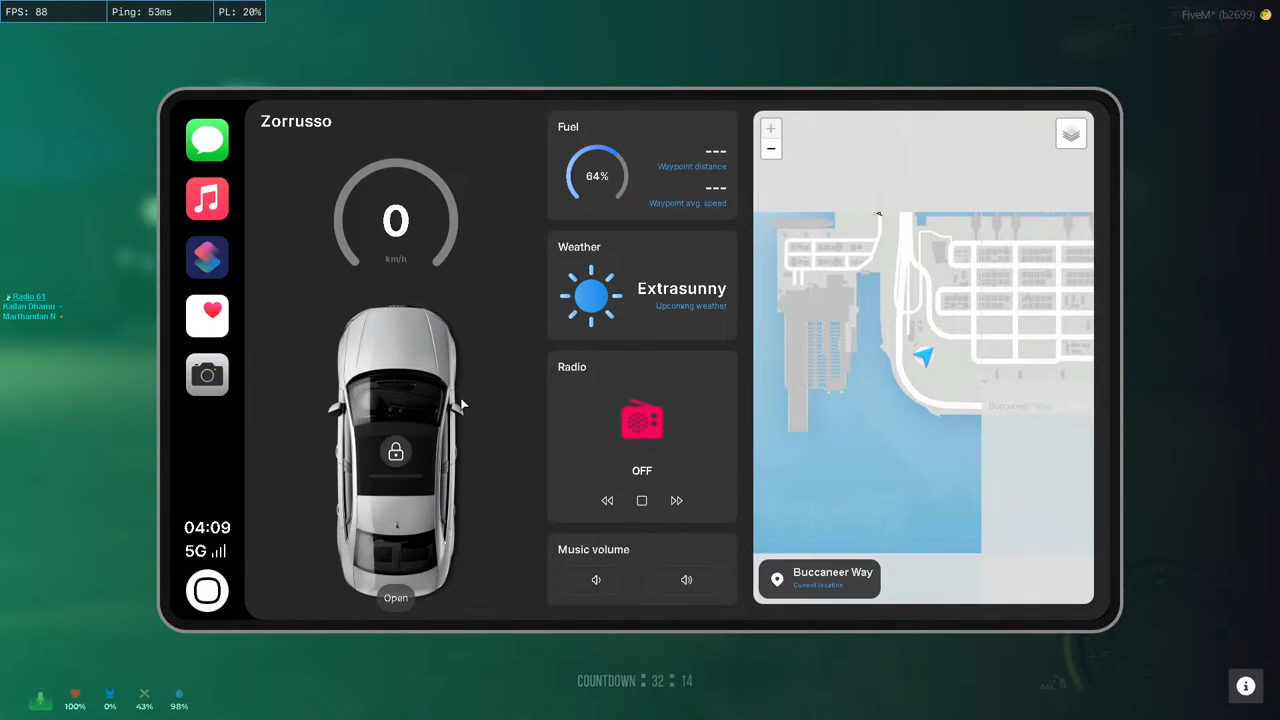 FPS: 88
Ping: 53ms
PL: 20%
FiveM* (b2699)
Zorrusso
0
km/h
Fuel
64%
---
Waypoint distance
---
Waypoint avg. speed
Weather
Extrasunny
Upcoming weather
Radio
OFF
Music volume
Open
04:09
5G
+
−
Buccaneer Way
Buccaneer Way
Current location
Radio 61
Kallan Dhamu
Marthandan N
COUNTDOWN : 32 : 14
100%
0%
43%
98%